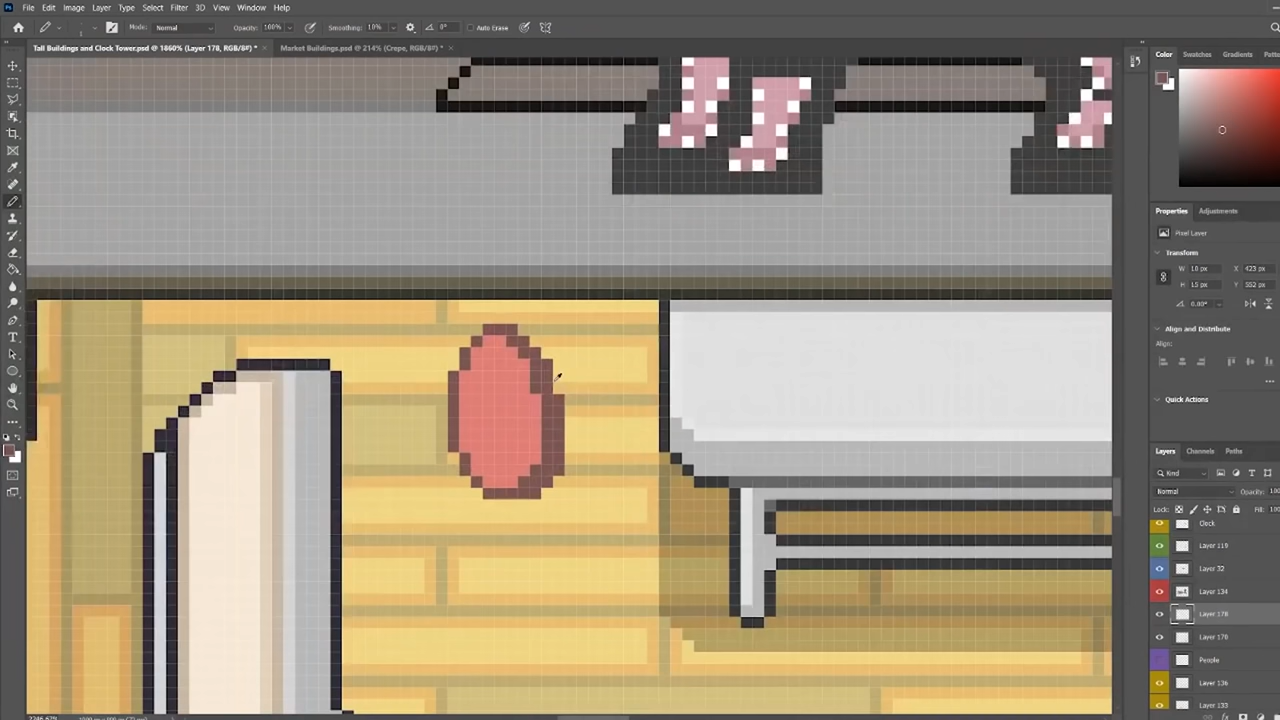 File Edit Image Layer Type Select Filter 3D View Window Help
Mode: Normal Opacity: 100% Smoothing: 10% 0° Auto Erase
Tall Buildings and Clock Tower.psd @ 1860% (Layer 178, RGB/8#) * × Market Buildings.psd @ 214% (Crepe, RGB/8#) * ×
Color Swatches Gradients
Properties Adjustments
Pixel Layer
Transform
W 10 px X 423 px
H 15 px Y 552 px
0.00°
Align and Distribute
Align:
Quick Actions
Layers Channels Paths
Kind
Normal Opacity: 100
Lock: Fill: 100
Clock
Layer 119
Layer 32
Layer 134
Layer 178
Layer 170
People
Layer 136
Layer 133